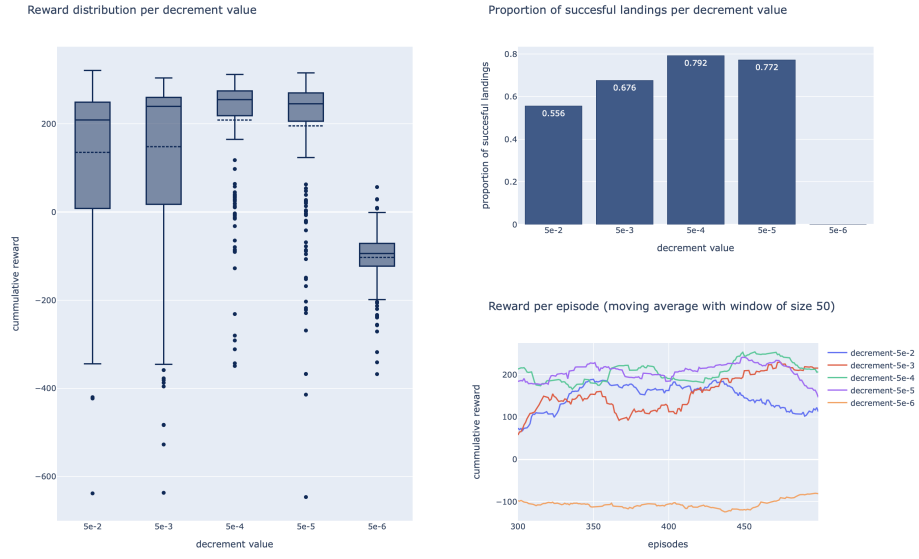 Reward distribution per decrement value
cummulative reward
200
0
−200
−400
−600
5e-2 5e-3 5e-4 5e-5 5e-6
decrement value
Proportion of succesful landings per decrement value
proportion of succesful landings
0.8
0.6
0.4
0.2
0
0.556
0.676
0.792
0.772
5e-2 5e-3 5e-4 5e-5 5e-6
decrement value
Reward per episode (moving average with window of size 50)
cummulative reward
200
100
0
−100
300 350 400 450
episodes
decrement-5e-2
decrement-5e-3
decrement-5e-4
decrement-5e-5
decrement-5e-6